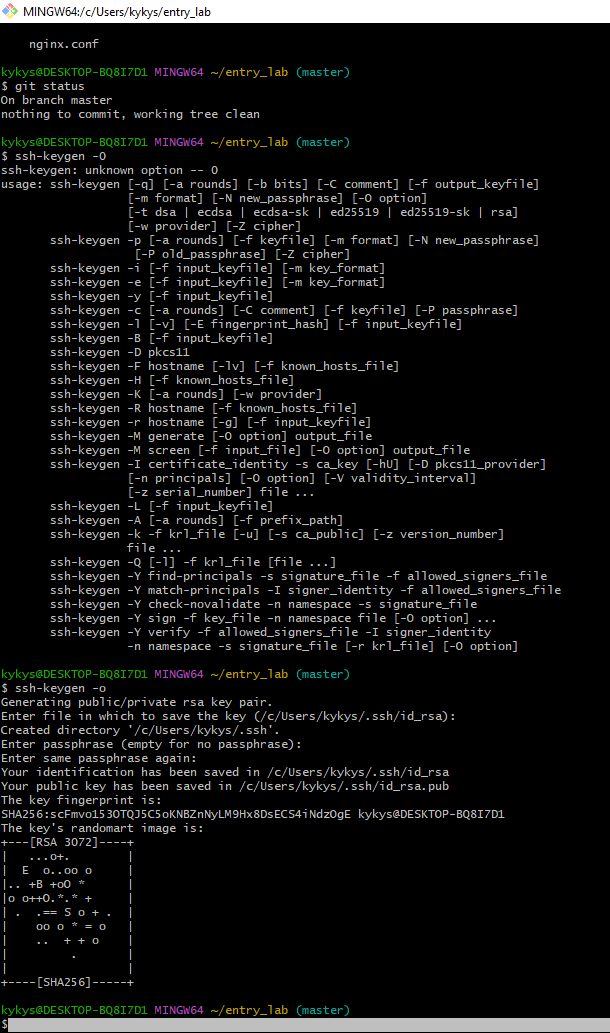 MINGW64:/c/Users/kykys/entry_lab
nginx.conf
kykys@DESKTOP-BQ8I7D1 MINGW64 ~/entry_lab (master)
$ git status
On branch master
nothing to commit, working tree clean
kykys@DESKTOP-BQ8I7D1 MINGW64 ~/entry_lab (master)
$ ssh-keygen -O
ssh-keygen: unknown option -- O
usage: ssh-keygen [-q] [-a rounds] [-b bits] [-C comment] [-f output_keyfile]
[-m format] [-N new_passphrase] [-O option]
[-t dsa | ecdsa | ecdsa-sk | ed25519 | ed25519-sk | rsa]
[-w provider] [-Z cipher]
ssh-keygen -p [-a rounds] [-f keyfile] [-m format] [-N new_passphrase]
[-P old_passphrase] [-Z cipher]
ssh-keygen -i [-f input_keyfile] [-m key_format]
ssh-keygen -e [-f input_keyfile] [-m key_format]
ssh-keygen -y [-f input_keyfile]
ssh-keygen -c [-a rounds] [-C comment] [-f keyfile] [-P passphrase]
ssh-keygen -l [-v] [-E fingerprint_hash] [-f input_keyfile]
ssh-keygen -B [-f input_keyfile]
ssh-keygen -D pkcs11
ssh-keygen -F hostname [-lv] [-f known_hosts_file]
ssh-keygen -H [-f known_hosts_file]
ssh-keygen -K [-a rounds] [-w provider]
ssh-keygen -R hostname [-f known_hosts_file]
ssh-keygen -r hostname [-g] [-f input_keyfile]
ssh-keygen -M generate [-O option] output_file
ssh-keygen -M screen [-f input_file] [-O option] output_file
ssh-keygen -I certificate_identity -s ca_key [-hU] [-D pkcs11_provider]
[-n principals] [-O option] [-V validity_interval]
[-z serial_number] file ...
ssh-keygen -L [-f input_keyfile]
ssh-keygen -A [-a rounds] [-f prefix_path]
ssh-keygen -k -f krl_file [-u] [-s ca_public] [-z version_number]
file ...
ssh-keygen -Q [-l] -f krl_file [file ...]
ssh-keygen -Y find-principals -s signature_file -f allowed_signers_file
ssh-keygen -Y match-principals -I signer_identity -f allowed_signers_file
ssh-keygen -Y check-novalidate -n namespace -s signature_file
ssh-keygen -Y sign -f key_file -n namespace file [-O option] ...
ssh-keygen -Y verify -f allowed_signers_file -I signer_identity
-n namespace -s signature_file [-r krl_file] [-O option]
kykys@DESKTOP-BQ8I7D1 MINGW64 ~/entry_lab (master)
$ ssh-keygen -o
Generating public/private rsa key pair.
Enter file in which to save the key (/c/Users/kykys/.ssh/id_rsa):
Created directory '/c/Users/kykys/.ssh'.
Enter passphrase (empty for no passphrase):
Enter same passphrase again:
Your identification has been saved in /c/Users/kykys/.ssh/id_rsa
Your public key has been saved in /c/Users/kykys/.ssh/id_rsa.pub
The key fingerprint is:
SHA256:scFmvo153OTQJ5C5oKNBZnNyLM9Hx8DsECS4iNdzOgE kykys@DESKTOP-BQ8I7D1
The key's randomart image is:
+---[RSA 3072]----+
|   ...o+.        |
|  E  o..oo o     |
|.. +B +oO *      |
|o o++O.*.* +     |
| .  .== S o + .  |
|    oo o * = o   |
|    ..  + + o    |
|         .       |
|                 |
+----[SHA256]-----+
kykys@DESKTOP-BQ8I7D1 MINGW64 ~/entry_lab (master)
$